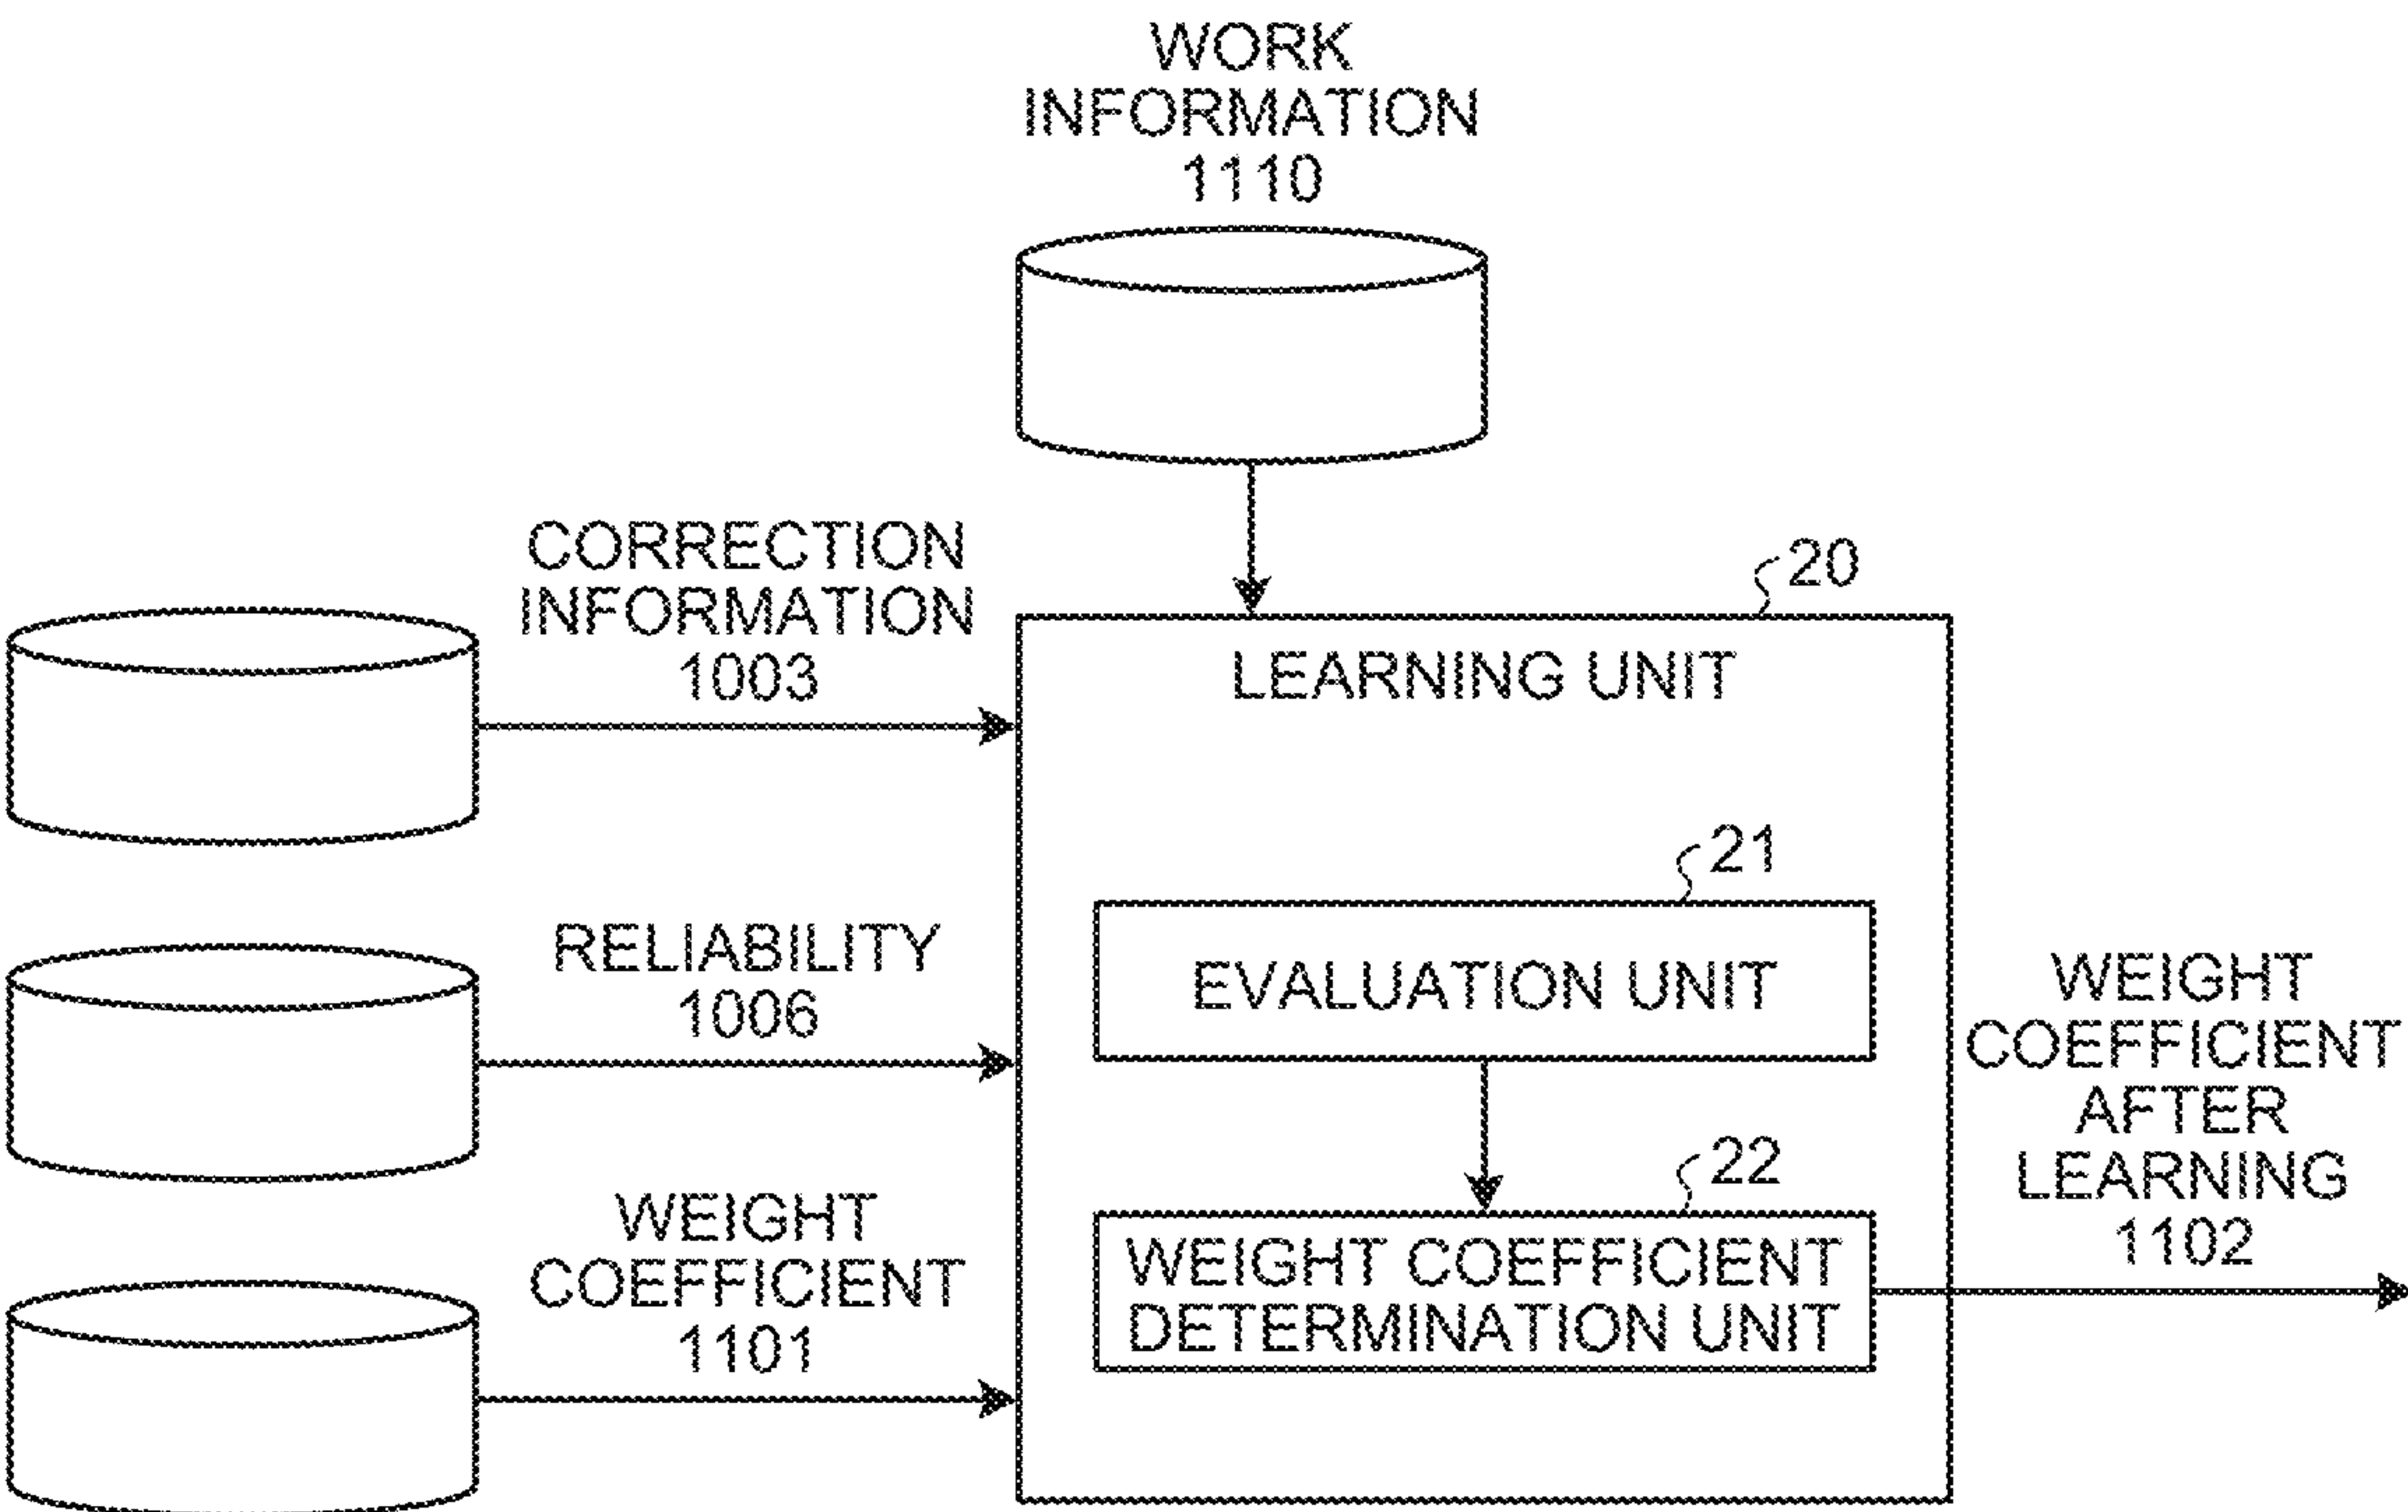 WORK
INFORMATION
1110
CORRECTION
INFORMATION
1003
20
LEARNING UNIT
21
RELIABILITY
1006
EVALUATION UNIT
WEIGHT
COEFFICIENT
1101
22
WEIGHT COEFFICIENT
DETERMINATION UNIT
WEIGHT
COEFFICIENT
AFTER
LEARNING
1102